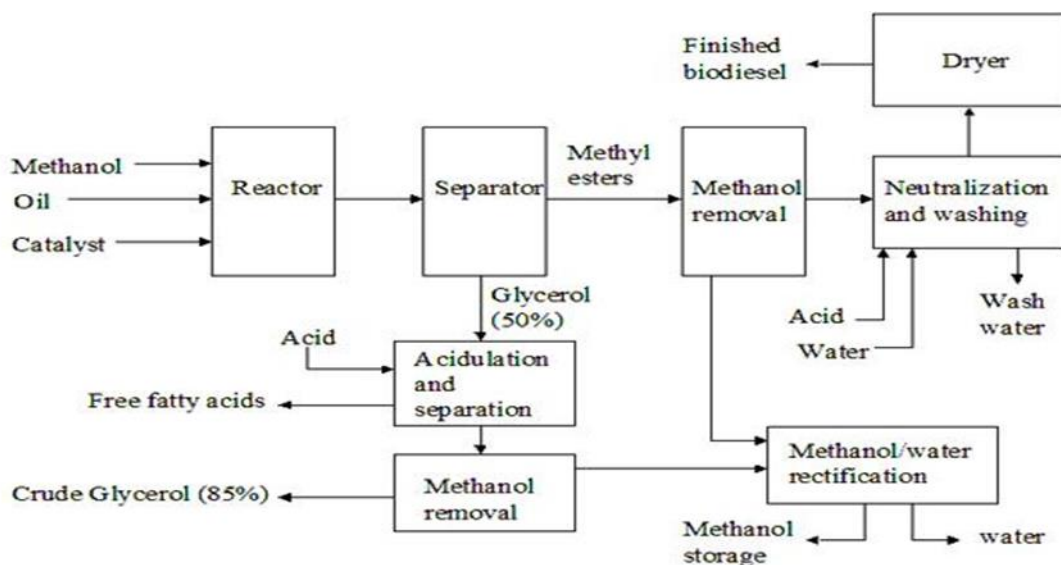 Finished
biodiesel
Dryer
Methanol
Oil
Catalyst
Reactor
Separator
Methyl
esters
Methanol
removal
Neutralization
and washing
Glycerol
(50%)
Acid
Water
Wash
water
Acid
Acidulation
and
separation
Free fatty acids
Methanol/water
rectification
Crude Glycerol (85%)
Methanol
removal
Methanol
storage
water